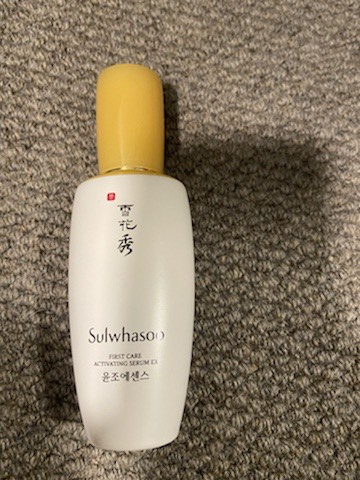 雪
花
秀
Sulwhasoo
FIRST CARE
ACTIVATING SERUM EX
윤조에센스